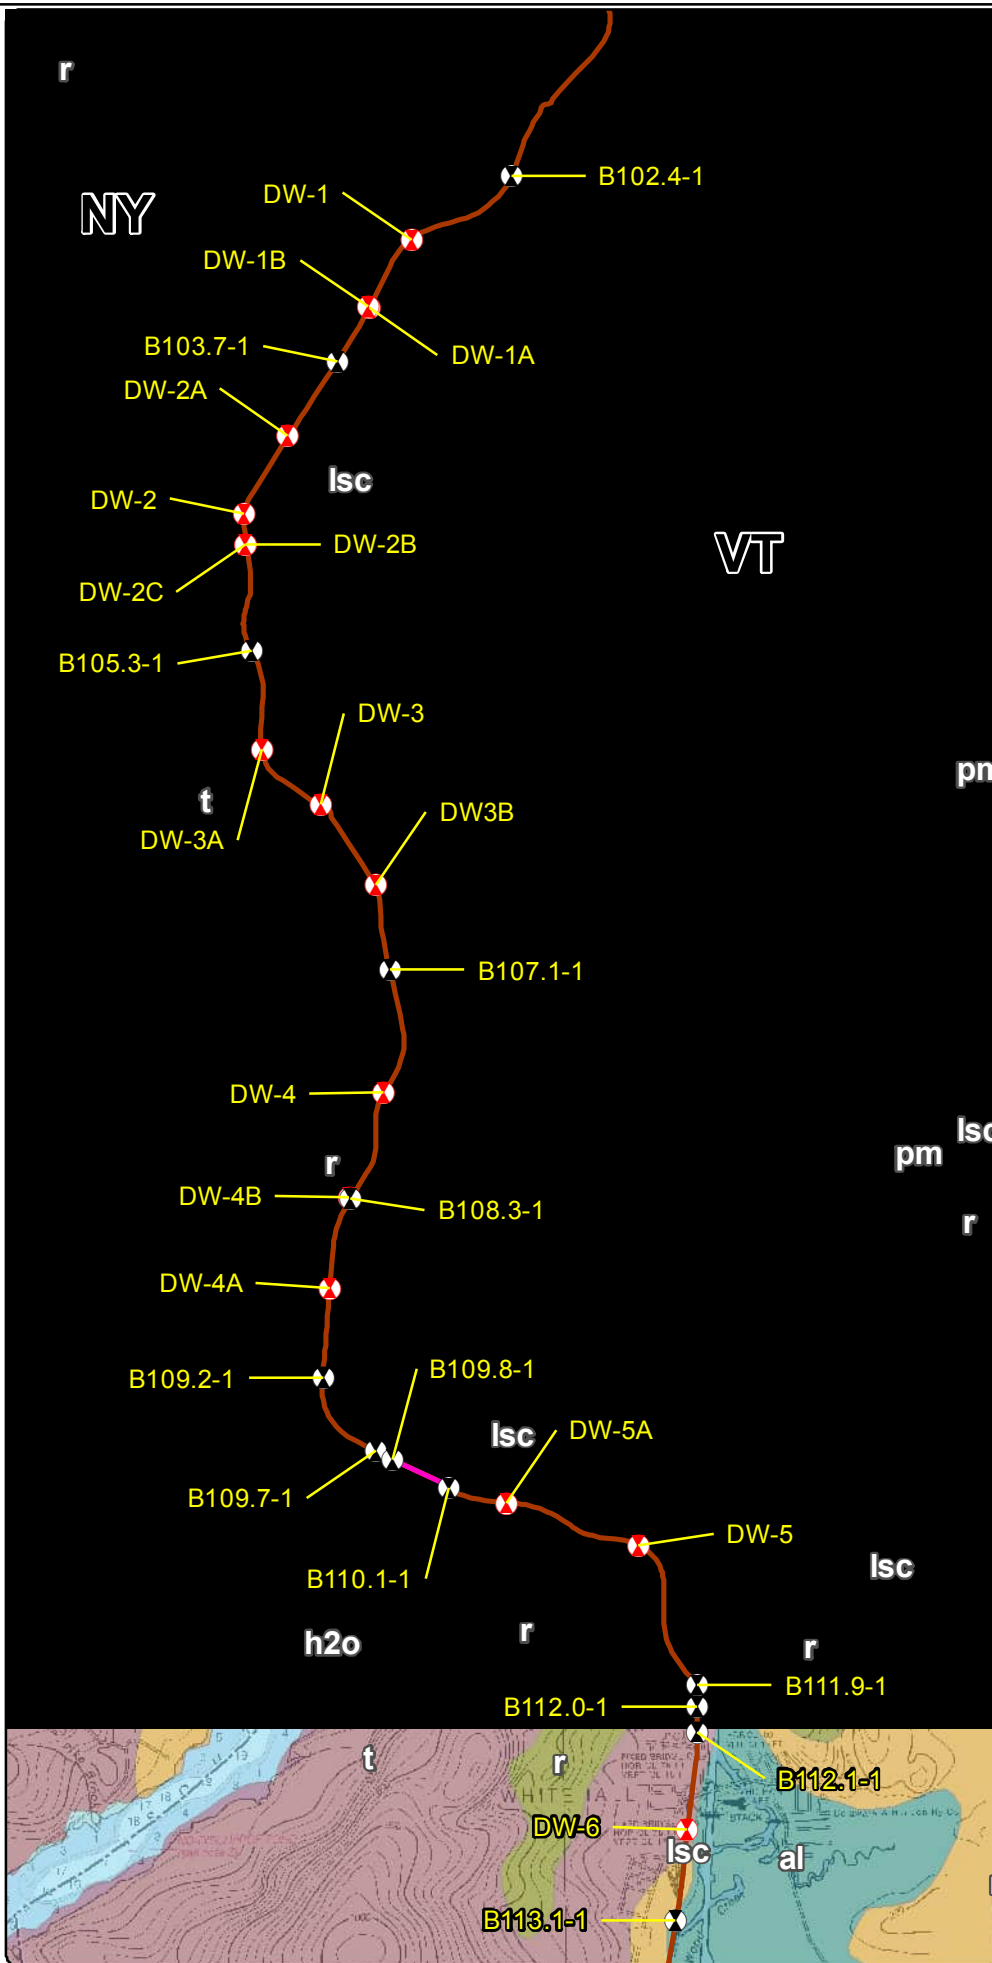 r
B102.4-1
DW-1
NY
DW-1B
B103.7-1
DW-1A
DW-2A
lsc
DW-2
VT
DW-2B
DW-2C
B105.3-1
DW-3
t
DW3B
DW-3A
B107.1-1
DW-4
pm
r
DW-4B
B108.3-1
r
DW-4A
B109.8-1
B109.2-1
lsc
DW-5A
B109.7-1
DW-5
B110.1-1
lsc
r
h2o
r
B111.9-1
B112.0-1
t
r
B112.1-1
WHITEHALL
DW-6
lsc
al
B113.1-1